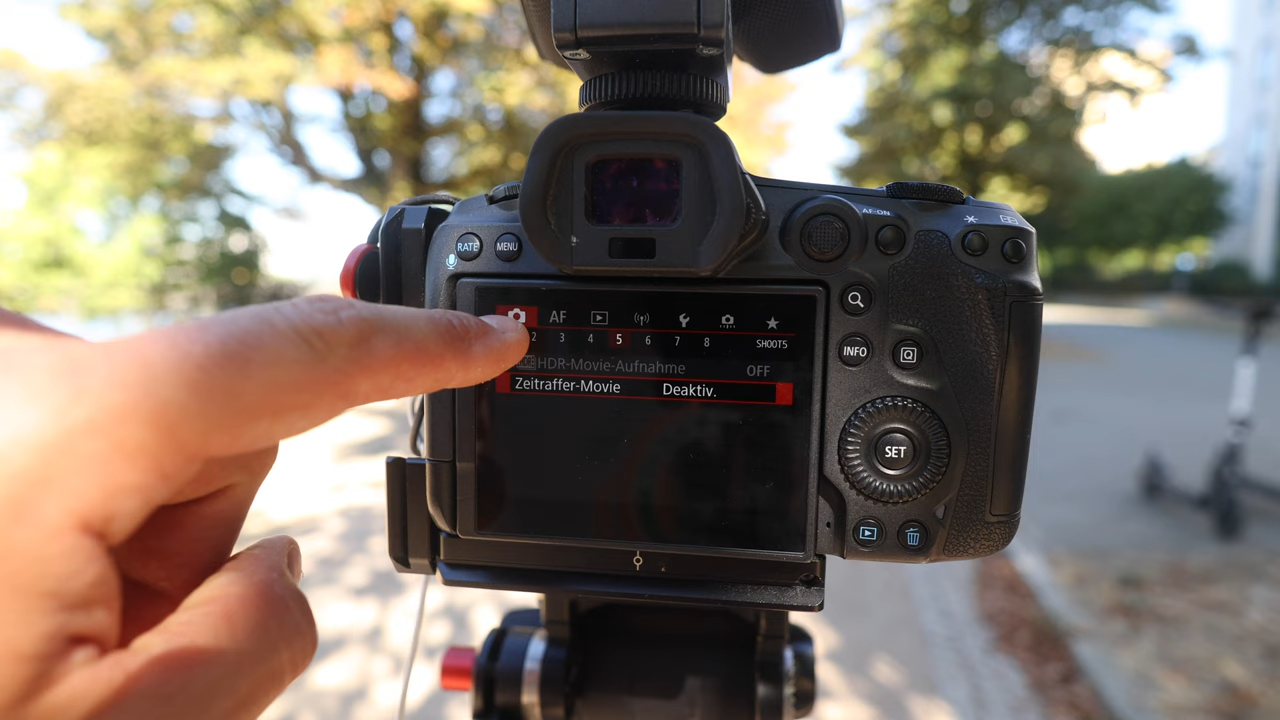 AF-ON
RATE
MENU
AF
2 3 4 5 6 7 8
SHOOT5
HDR-Movie-Aufnahme OFF
Zeitraffer-Movie Deaktiv.
INFO
Q
SET